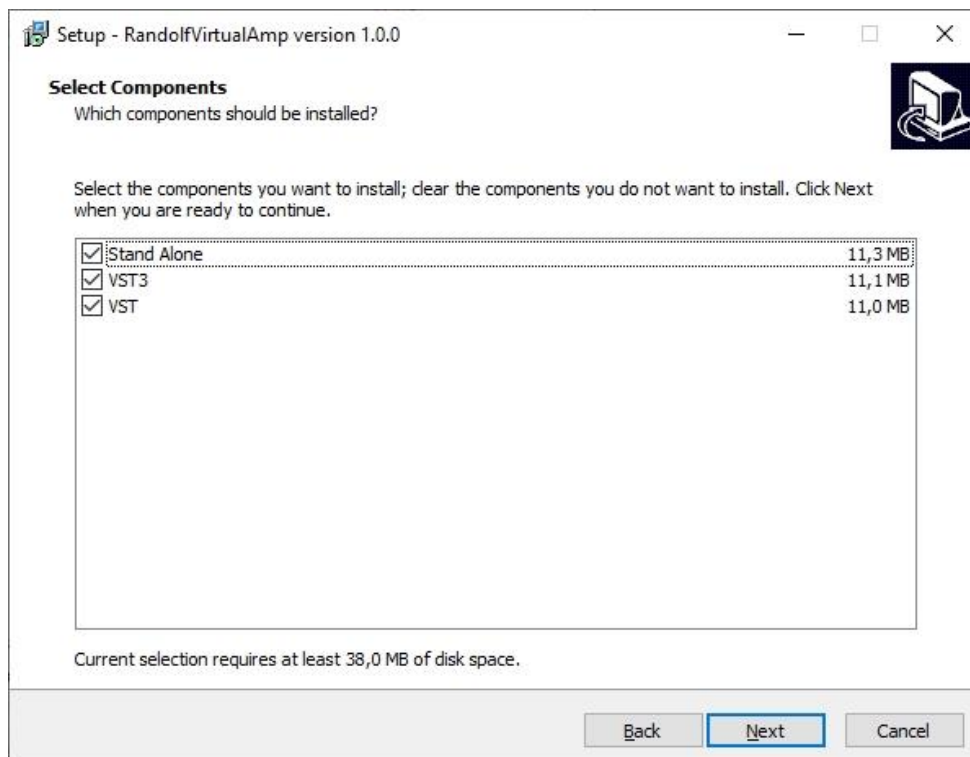 Setup - RandolfVirtualAmp version 1.0.0
Select Components
Which components should be installed?
Select the components you want to install; clear the components you do not want to install. Click Next
when you are ready to continue.
Stand Alone 11,3 MB
VST3 11,1 MB
VST 11,0 MB
Current selection requires at least 38,0 MB of disk space.
Back Next Cancel